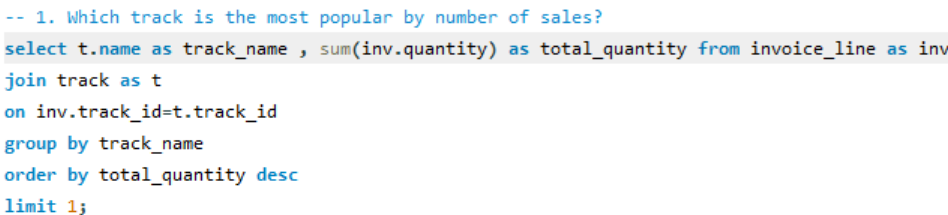 -- 1. Which track is the most popular by number of sales?
select t.name as track_name , sum(inv.quantity) as total_quantity from invoice_line as inv
join track as t
on inv.track_id=t.track_id
group by track_name
order by total_quantity desc
limit 1;